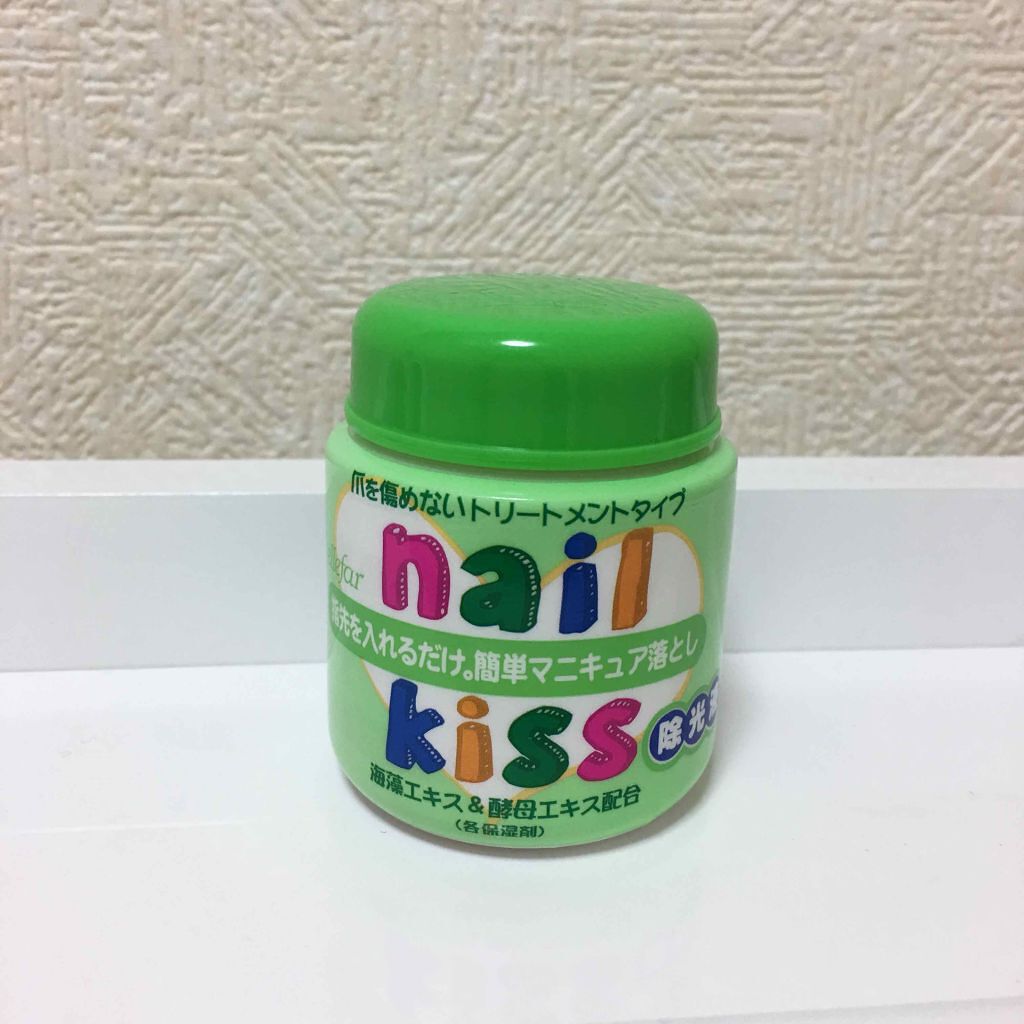 爪を傷めないトリートメントタイプ
nail
指先を入れるだけ。簡単マニキュア落とし
kiss
除光
海藻エキス&酵母エキス配合
(各保湿剤)